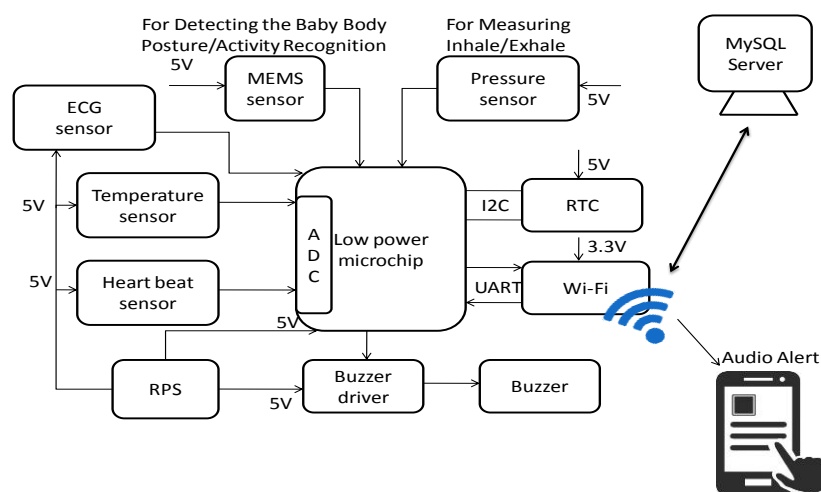 For Detecting the Baby Body
Posture/Activity Recognition
For Measuring
Inhale/Exhale
MySQL
Server
5V
MEMS
sensor
Pressure
sensor
5V
ECG
sensor
5V
Temperature
sensor
5V
Heart beat
sensor
A
D
C
Low power
microchip
I2C
5V
RTC
3.3V
UART
Wi-Fi
5V
RPS
5V
Buzzer
driver
Buzzer
Audio Alert